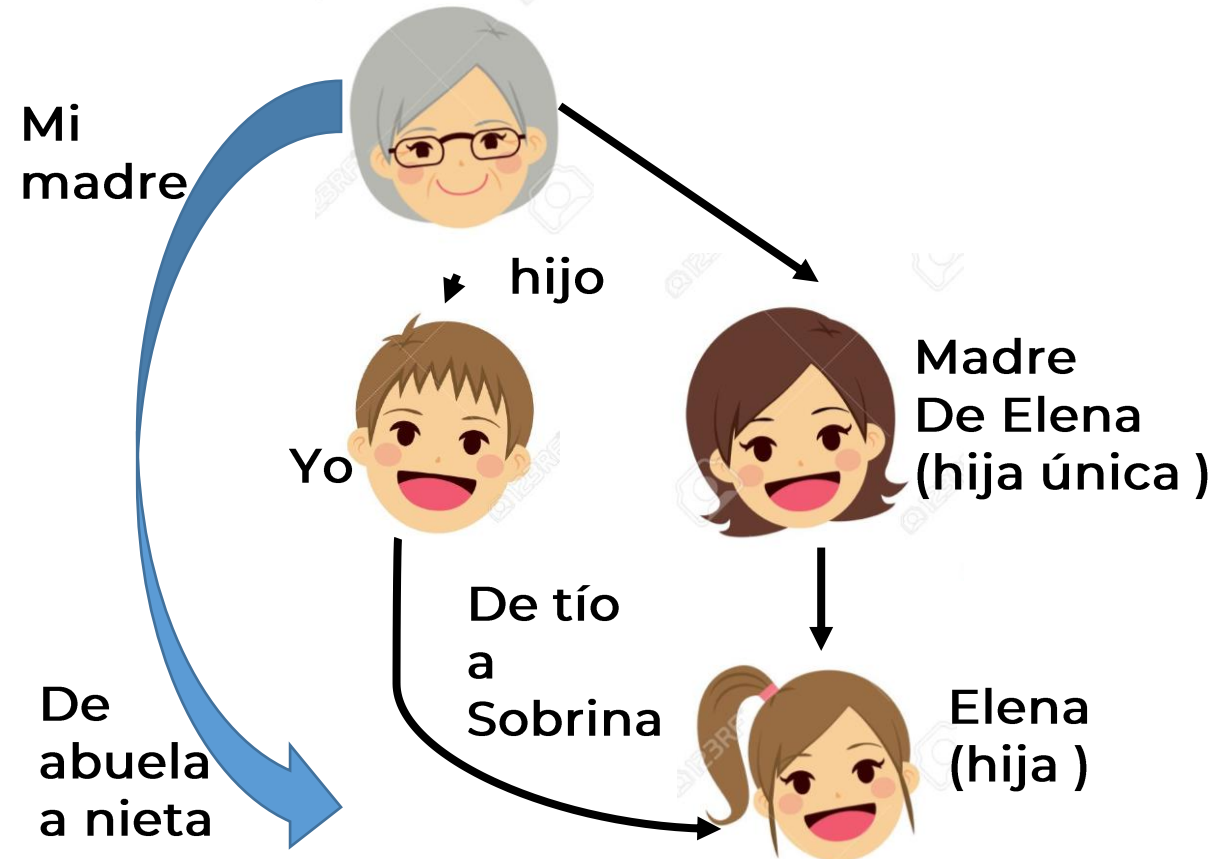 Mi
madre
hijo
Yo
Madre
De Elena
(hija única )
De tío
a
Sobrina
De
abuela
a nieta
Elena
(hija )